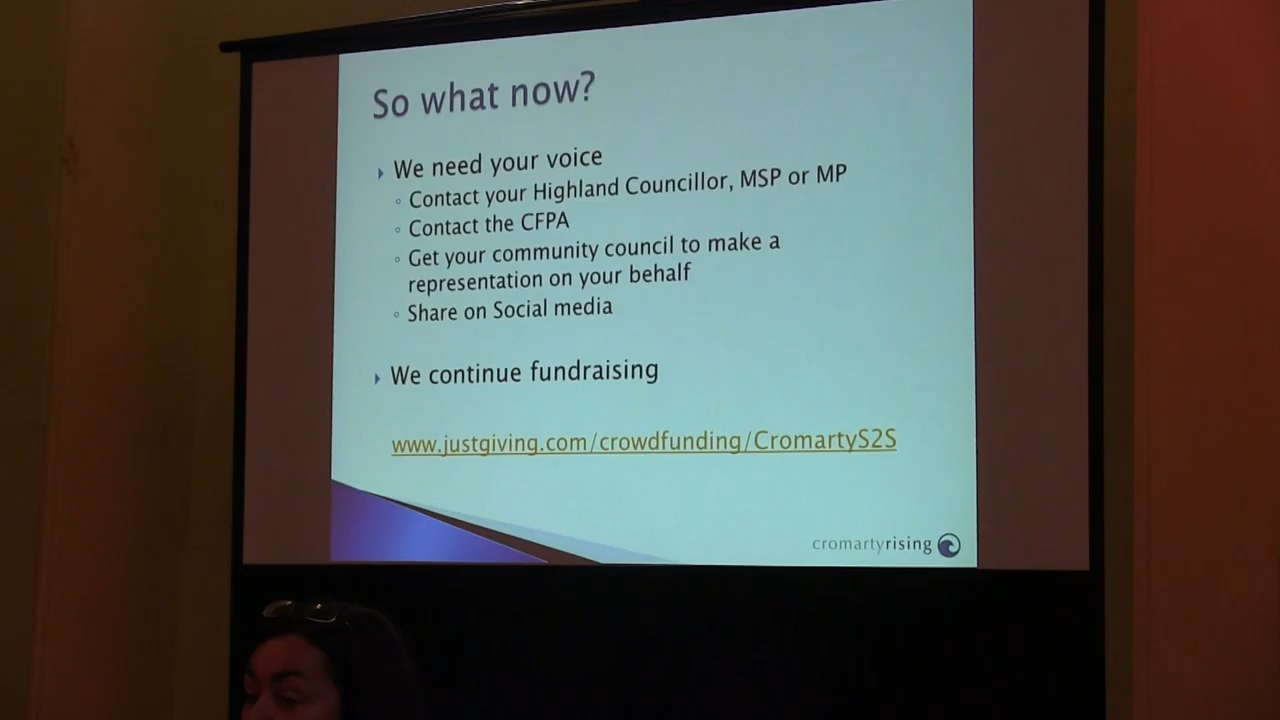 So what now?
We need your voice
Contact your Highland Councillor, MSP or MP
Contact the CFPA
Get your community council to make a
representation on your behalf
Share on Social media
We continue fundraising
www.justgiving.com/crowdfunding/CromartyS2S
cromartyrising